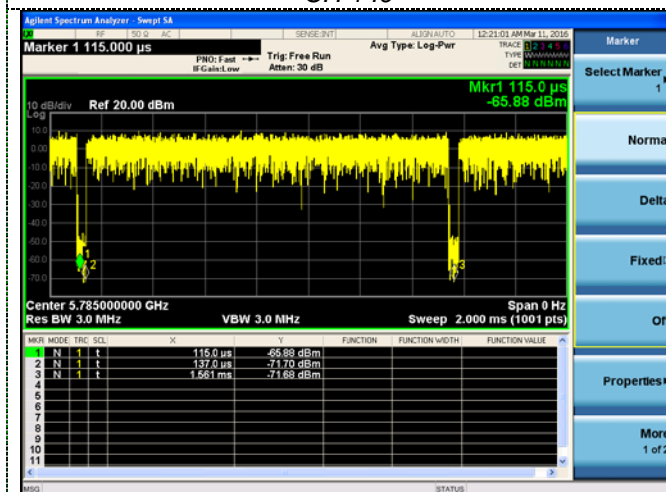 Agilent Spectrum Analyzer - Swept SA
RF 50 Ω AC SENSE:INT ALIGN AUTO 12:21:01 AM Mar 11, 2016
Marker 1 115.000 µs
PNO: Fast Trig: Free Run
IFGain:Low Atten: 30 dB
Avg Type: Log-Pwr
TRACE 1 2 3 4 5 6
TYPE WWWWWW
DET N N N N N N
Mkr1 115.0 µs
-65.88 dBm
10 dB/div Ref 20.00 dBm
Log
10.0
0.00
-10.0
-20.0
-30.0
-40.0
-50.0
-60.0
-70.0
1
2
3
Center 5.785000000 GHz Span 0 Hz
Res BW 3.0 MHz VBW 3.0 MHz Sweep 2.000 ms (1001 pts)
MKR MODE TRC SCL X Y FUNCTION FUNCTION WIDTH FUNCTION VALUE
1 N 1 t 115.0 µs -65.88 dBm
2 N 1 t 137.0 µs -71.70 dBm
3 N 1 t 1.561 ms -71.68 dBm
4
5
6
7
8
9
10
11
MSG STATUS
Marker
Select Marker
1
Norma
Delta
Fixed
Of
Properties
More
1 of 2